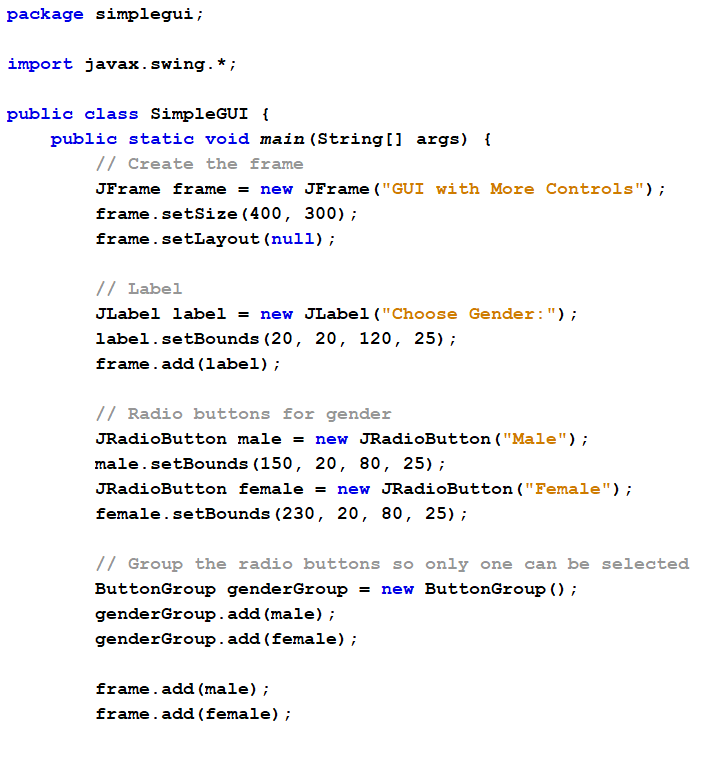 package simplegui;
import javax.swing.*;
public class SimpleGUI {
public static void main(String[] args) {
// Create the frame
JFrame frame = new JFrame("GUI with More Controls");
frame.setSize(400, 300);
frame.setLayout(null);
// Label
JLabel label = new JLabel("Choose Gender:");
label.setBounds(20, 20, 120, 25);
frame.add(label);
// Radio buttons for gender
JRadioButton male = new JRadioButton("Male");
male.setBounds(150, 20, 80, 25);
JRadioButton female = new JRadioButton("Female");
female.setBounds(230, 20, 80, 25);
// Group the radio buttons so only one can be selected
ButtonGroup genderGroup = new ButtonGroup();
genderGroup.add(male);
genderGroup.add(female);
frame.add(male);
frame.add(female);